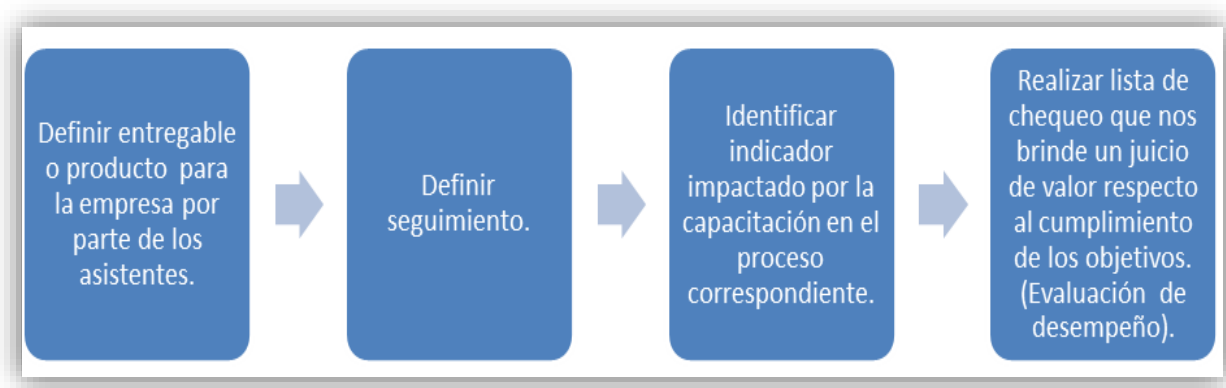 Definir entregable
o producto para
la empresa por
parte de los
asistentes.
Definir
seguimiento.
Identificar
indicador
impactado por la
capacitación en el
proceso
correspondiente.
Realizar lista de
chequeo que nos
brinde un juicio
de valor respecto
al cumplimiento
de los objetivos.
(Evaluación de
desempeño).